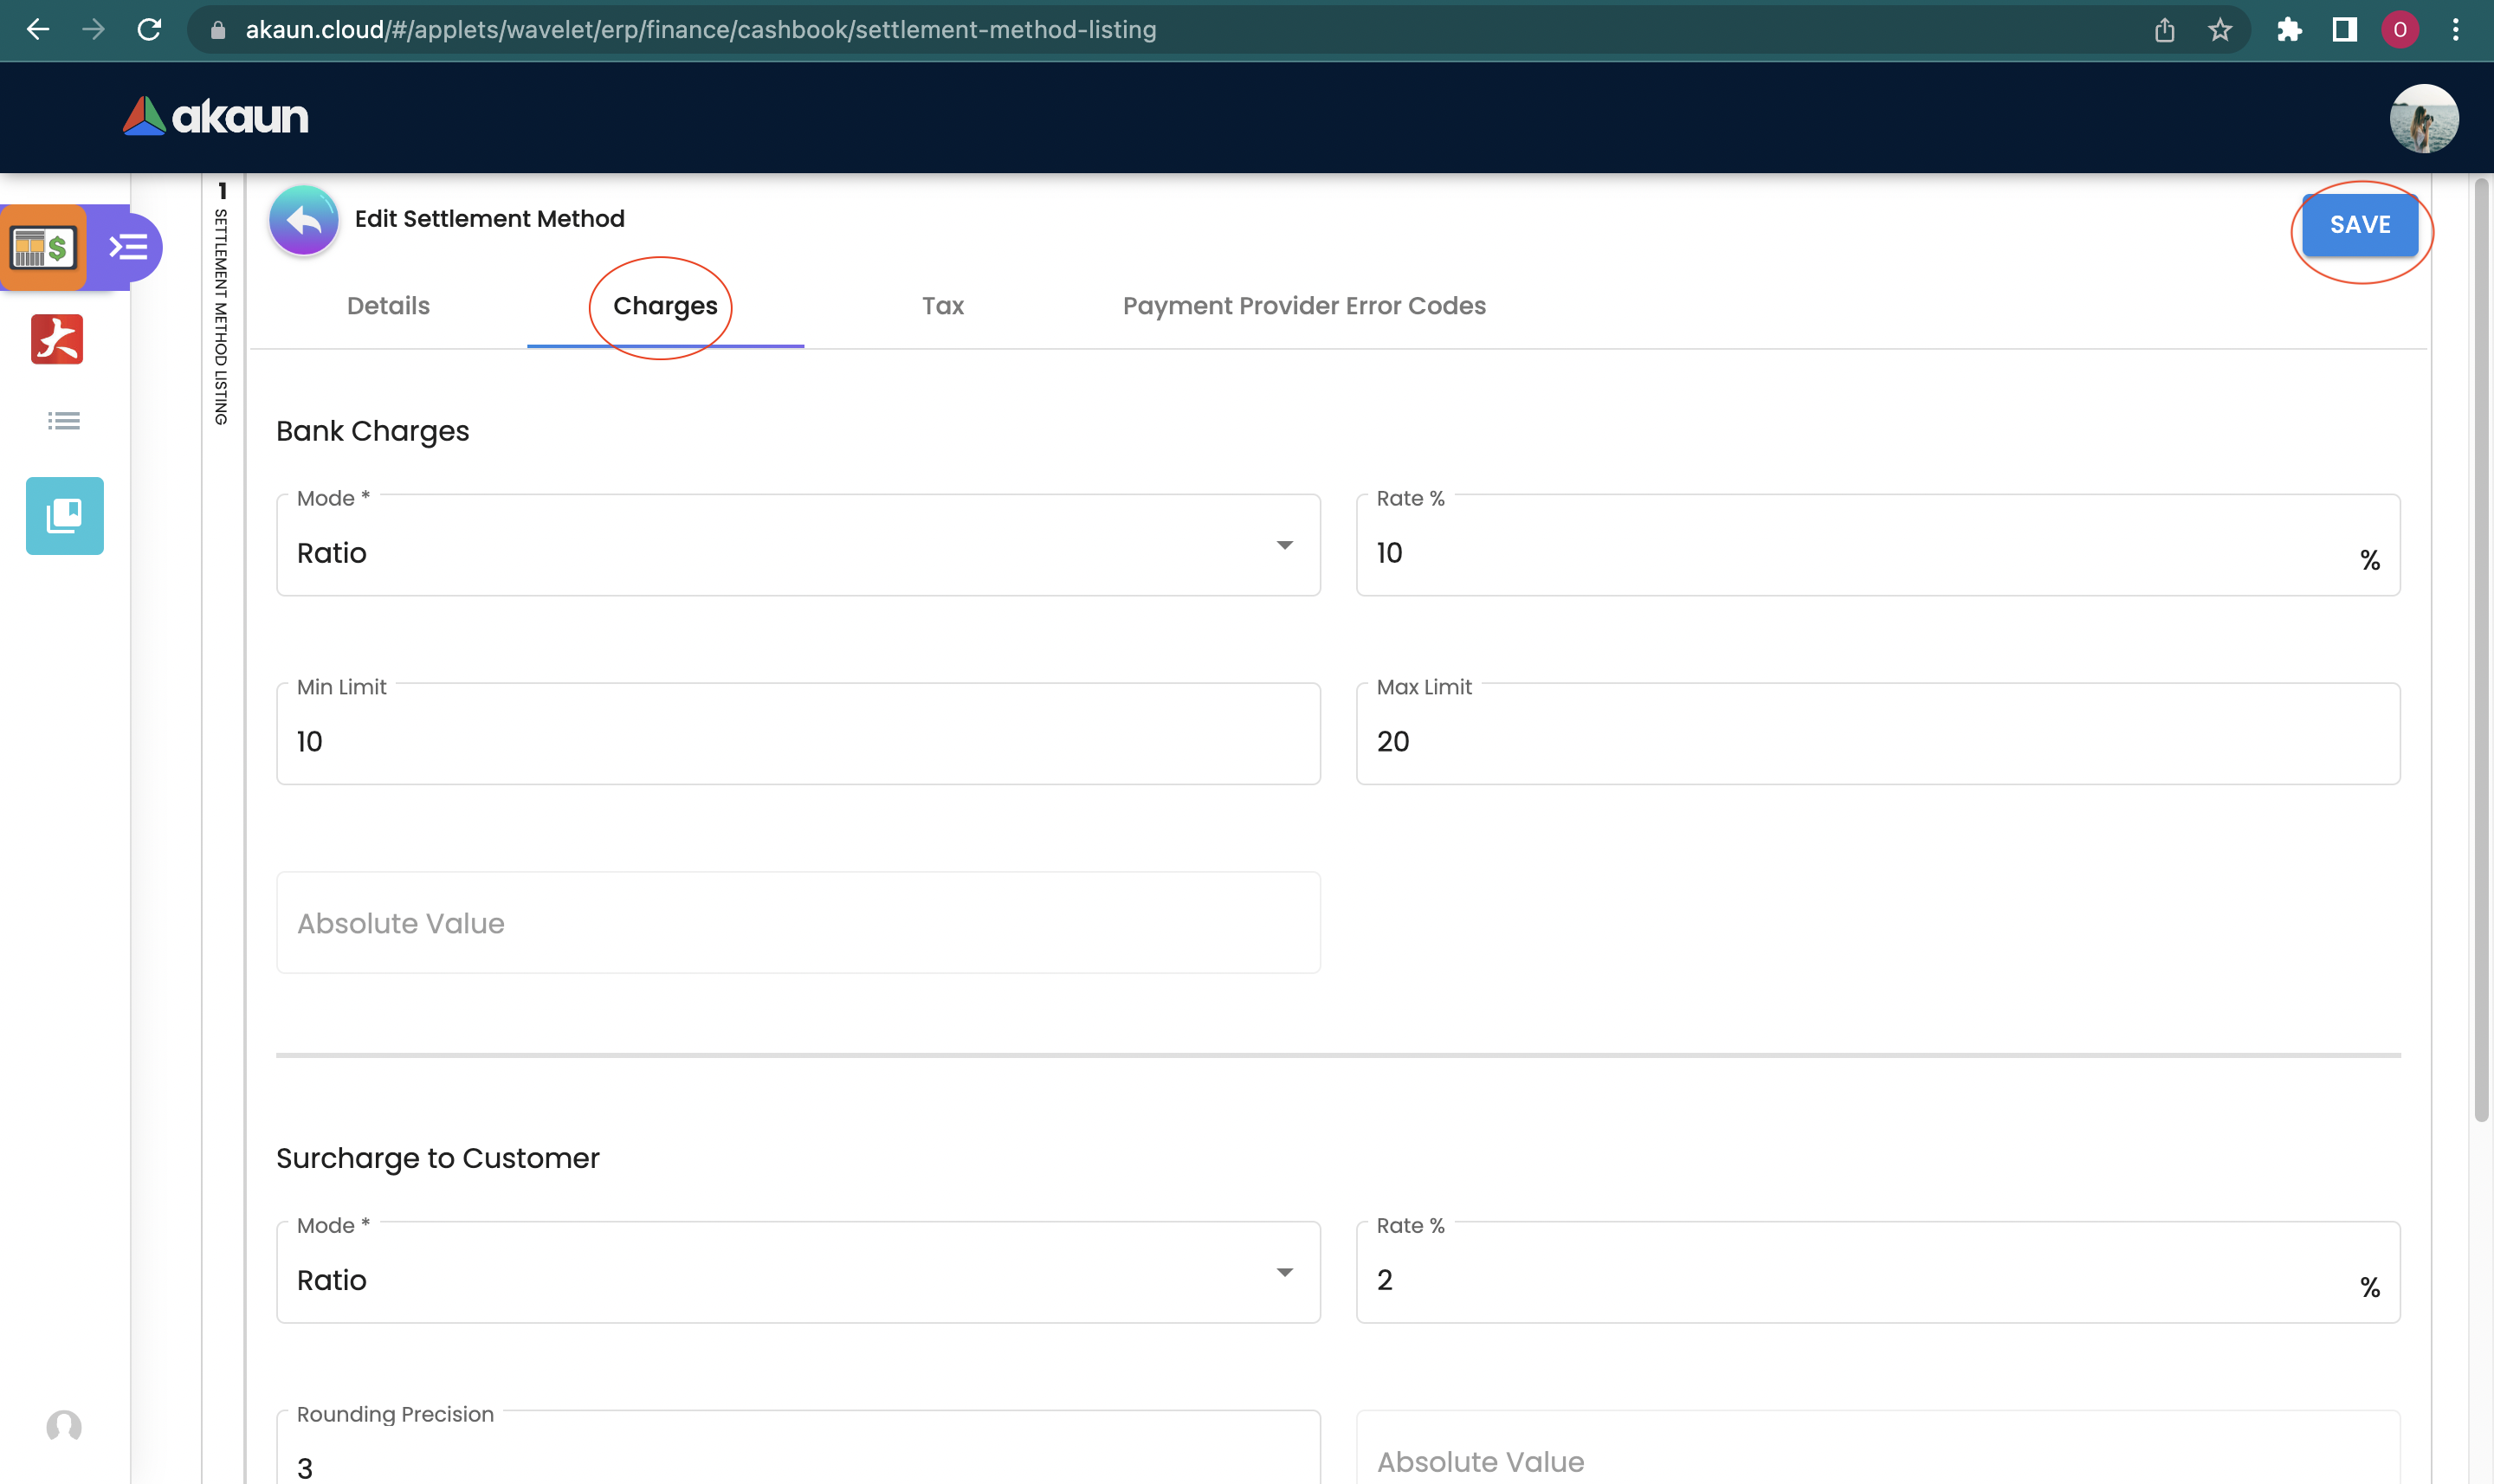 akaun.cloud/#/applets/wavelet/erp/finance/cashbook/settlement-method-listing
O
akaun
1
SETTLEMENT METHOD LISTING
Edit Settlement Method
SAVE
Details
Charges
Tax
Payment Provider Error Codes
$
Bank Charges
Mode *
Ratio
Rate %
10
%
Min Limit
10
Max Limit
20
Absolute Value
Surcharge to Customer
Mode *
Ratio
Rate %
2
%
Rounding Precision
3
Absolute Value